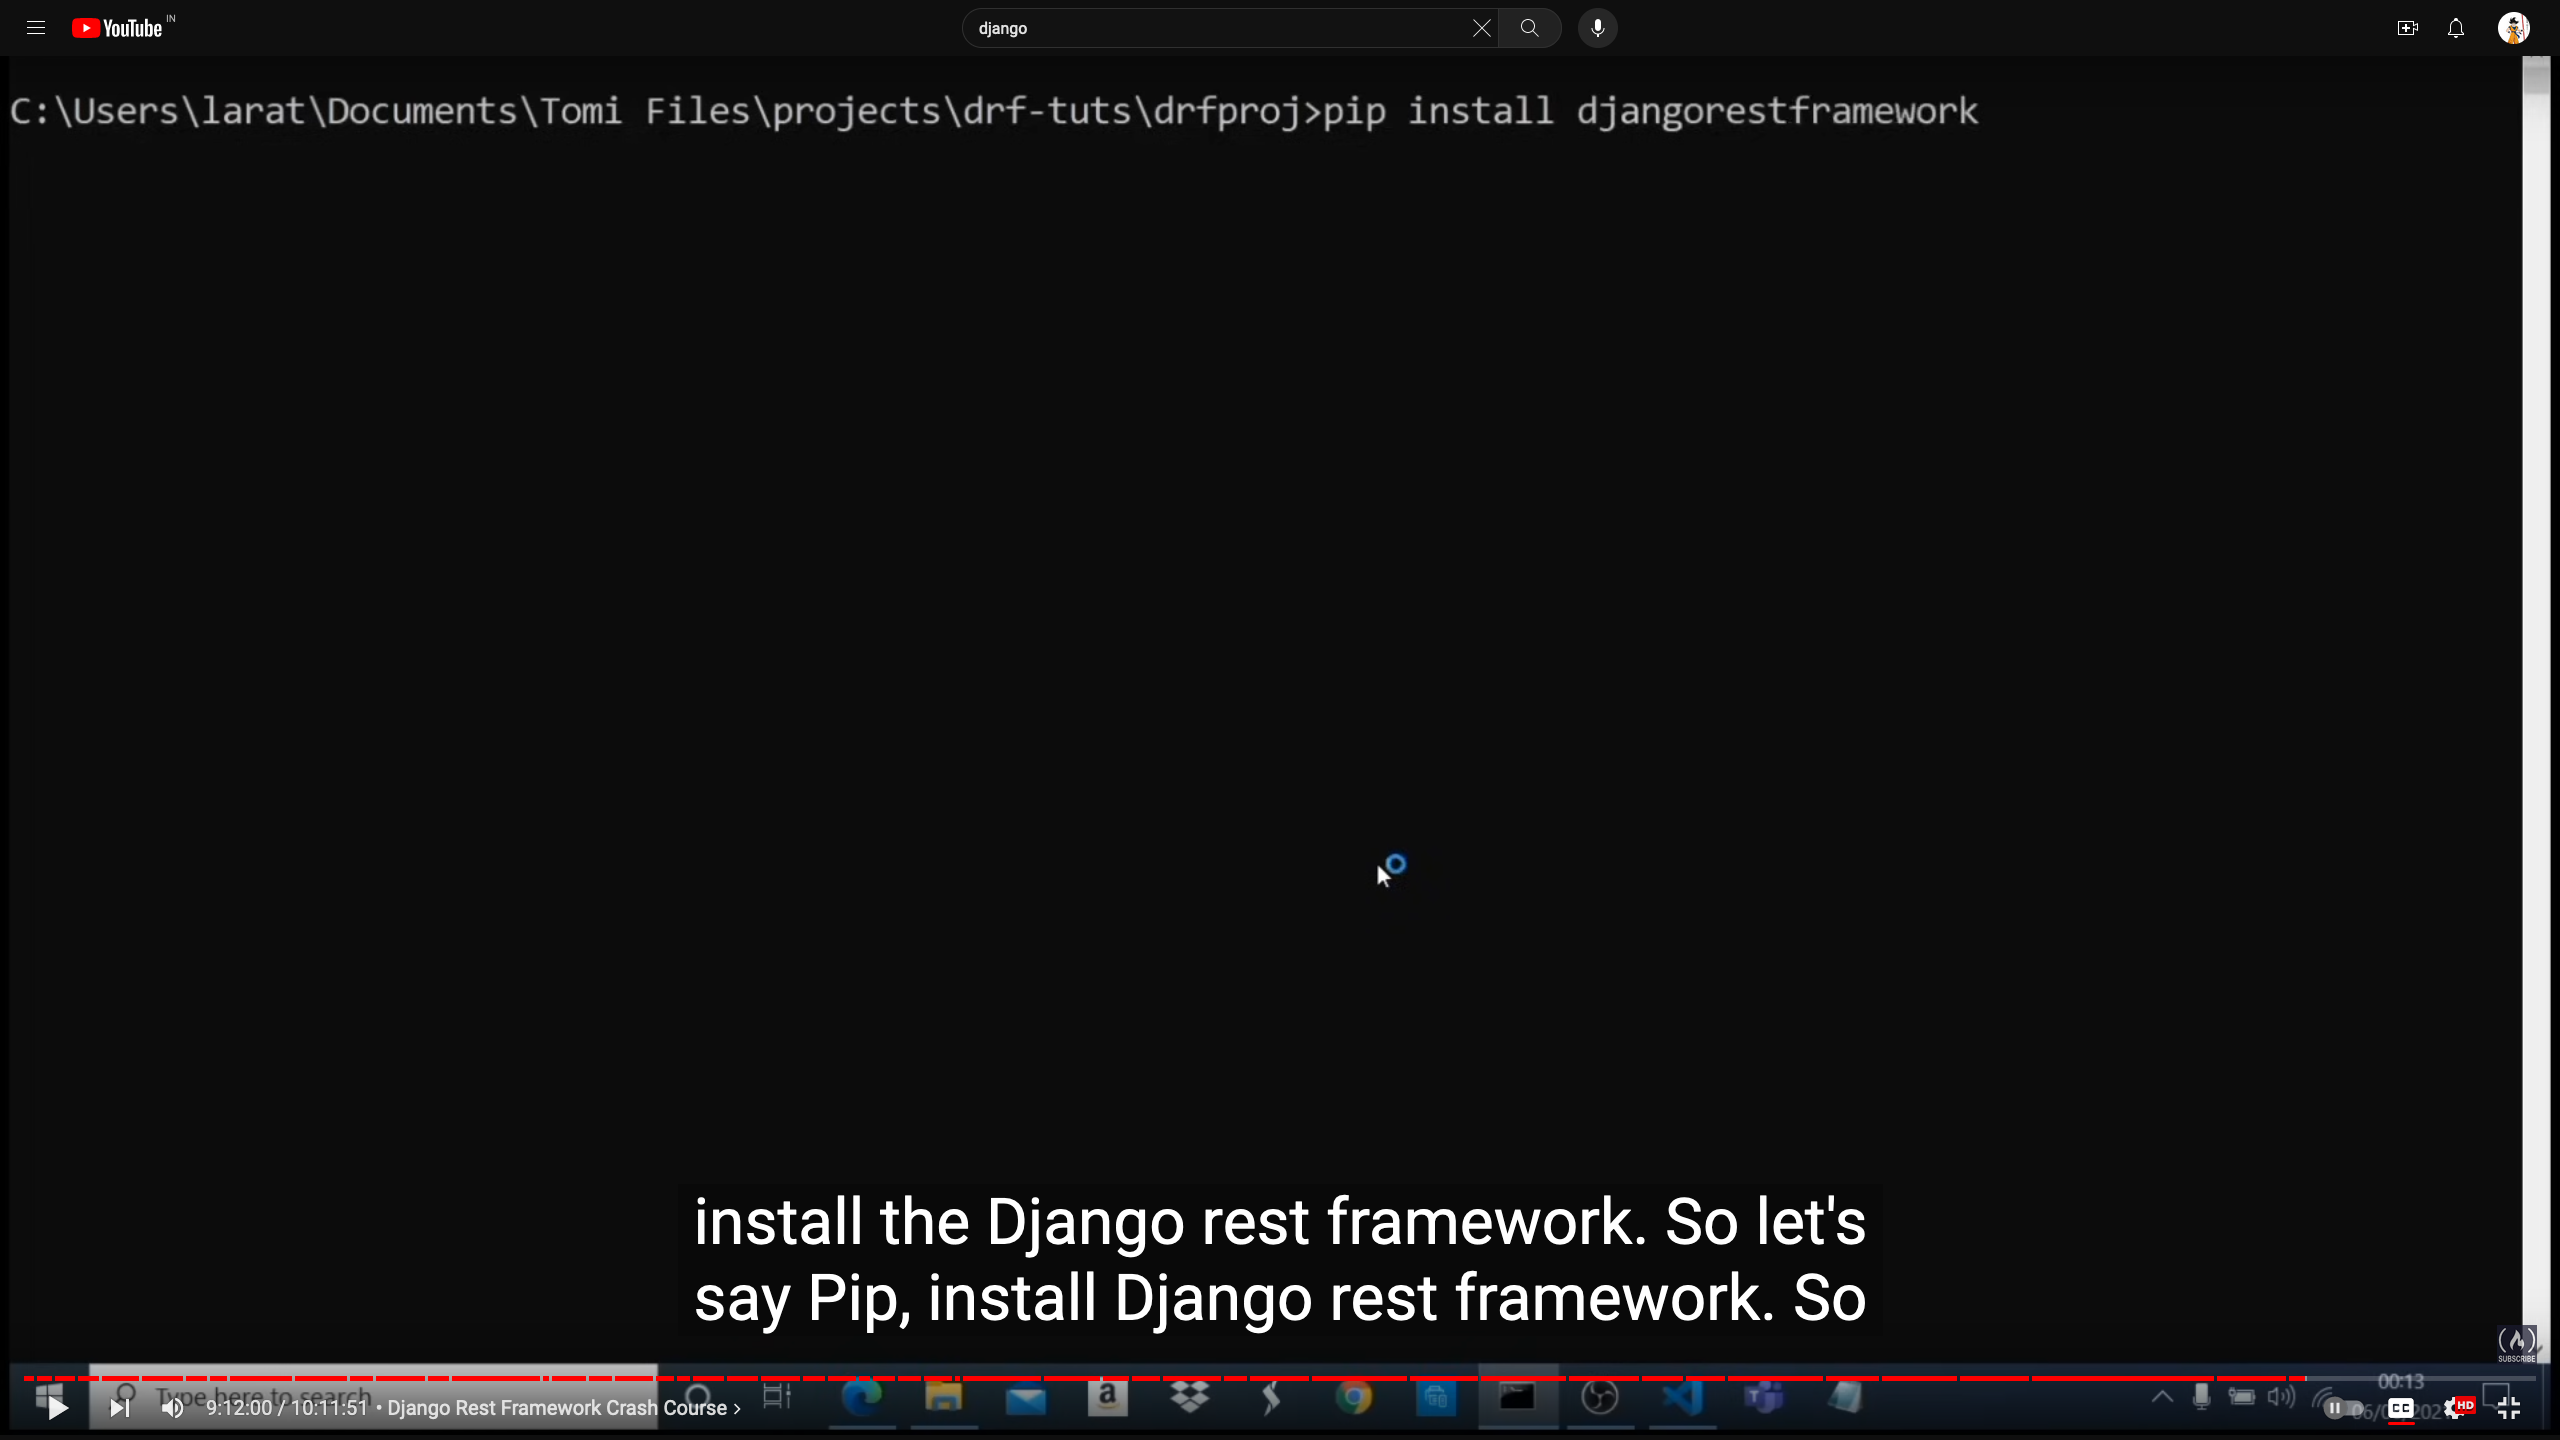 YouTube IN
django
C:\Users\larat\Documents\Tomi Files\projects\drf-tuts\drfproj>pip install djangorestframework
install the Django rest framework. So let's
say Pip, install Django rest framework. So
SUBSCRIBE
Type here to search
00:13
9:12:00 / 10:11:51 • Django Rest Framework Crash Course >
CC
HD